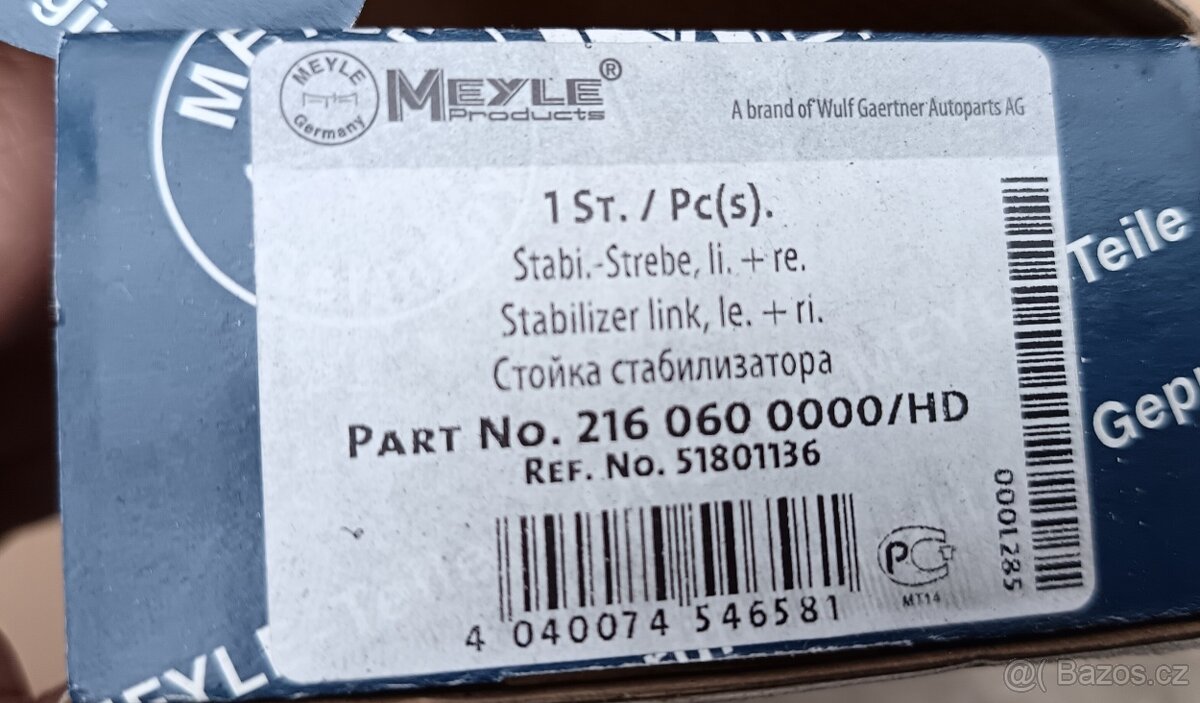 MEYLE
Germany
MEYLE®
Products
A brand of Wulf Gaertner Autoparts AG
1 St. / Pc(s).
Stabi.-Strebe, li. + re.
Stabilizer link, le. + ri.
Стойка стабилизатора
Part No. 216 060 0000/HD
Ref. No. 51801136
4 040074 546581
PCT
MT14
0001285
Teile
Bazos.cz